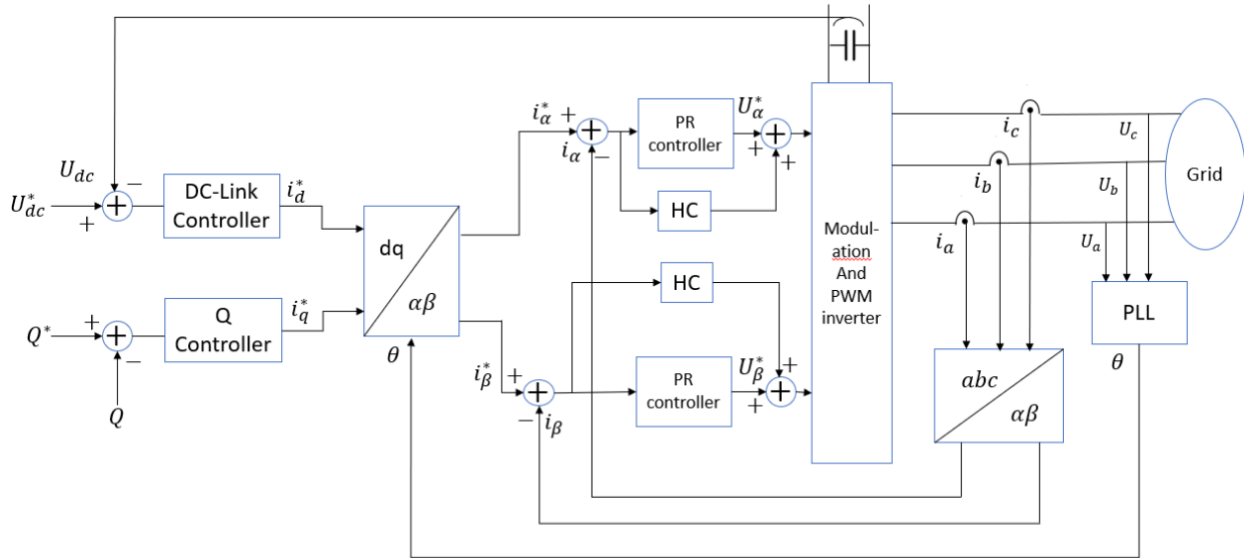 U_dc
U*_dc
−
+
+
DC-Link
Controller
i*_d
Q*
+
−
+
Q
Q
Controller
i*_q
dq
αβ
θ
i*_α
+
+
i_α
−
PR
controller
U*_α
+
+
+
HC
HC
i*_β
+
+
−
i_β
PR
controller
U*_β
+
+
+
Modul-
ation
And
PWM
inverter
i_c
i_b
i_a
U_c
U_b
U_a
Grid
PLL
θ
abc
αβ